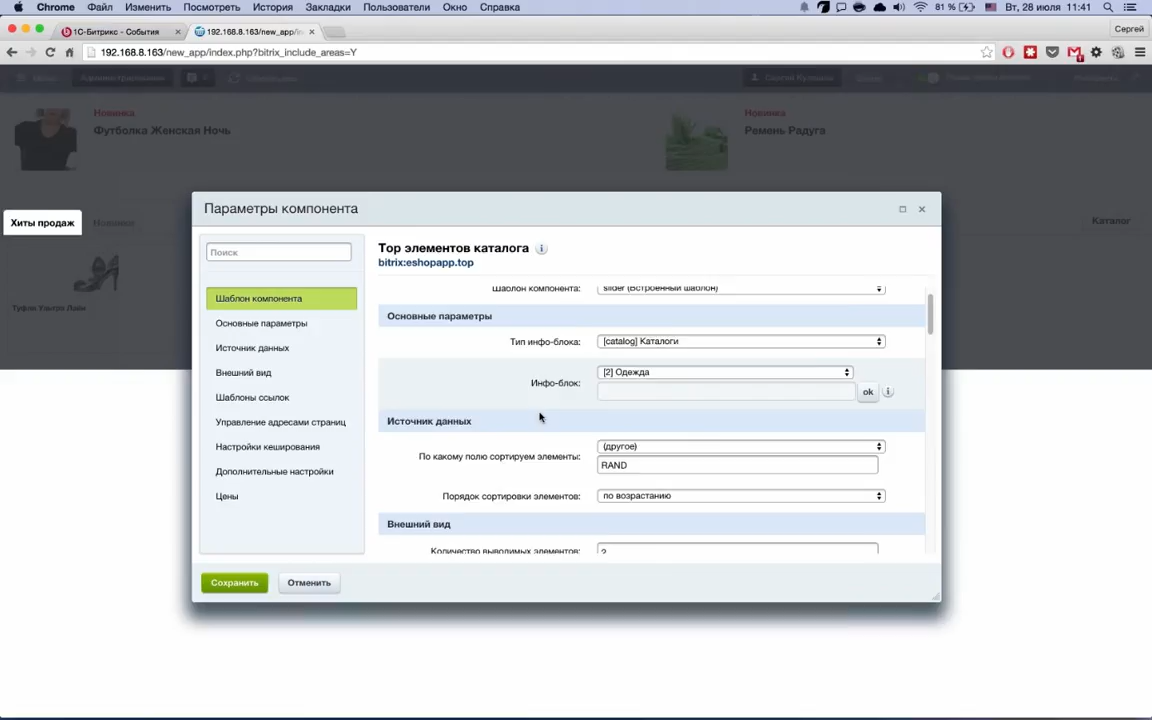 Chrome Файл Изменить Посмотреть История Закладки Пользователи Окно Справка 81 % Вт, 28 июля 11:41
1С-Битрикс - События 192.168.8.163/new_app/in Сергей
192.168.8.163/new_app/index.php?bitrix_include_areas=Y
Администрирование
Новинка
Футболка Женская Ночь
Новинка
Ремень Радуга
Хиты продаж Новинки Каталог
Туфли Ультра Лайн
Параметры компонента
Поиск
Шаблон компонента
Основные параметры
Источник данных
Внешний вид
Шаблоны ссылок
Управление адресами страниц
Настройки кеширования
Дополнительные настройки
Цены
Top элементов каталога
bitrix:eshopapp.top
Шаблон компонента: slider (Встроенный шаблон)
Основные параметры
Тип инфо-блока: [catalog] Каталоги
Инфо-блок: [2] Одежда
ok
Источник данных
По какому полю сортируем элементы: (другое)
RAND
Порядок сортировки элементов: по возрастанию
Внешний вид
Количество выводимых элементов: 2
Сохранить Отменить